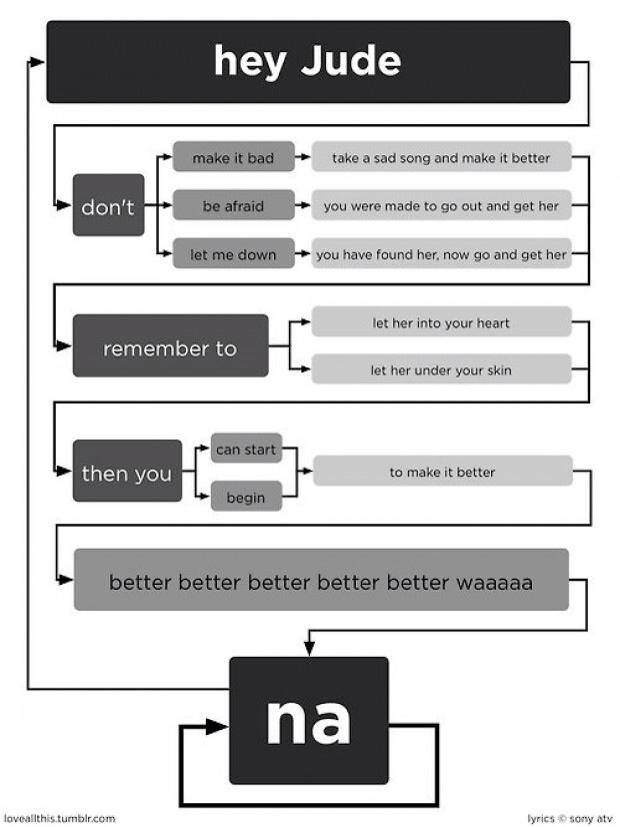 hey Jude
don't
make it bad
take a sad song and make it better
be afraid
you were made to go out and get her
let me down
you have found her, now go and get her
remember to
let her into your heart
let her under your skin
then you
can start
begin
to make it better
better better better better better waaaaa
na
loveallthis.tumblr.com
lyrics © sony atv